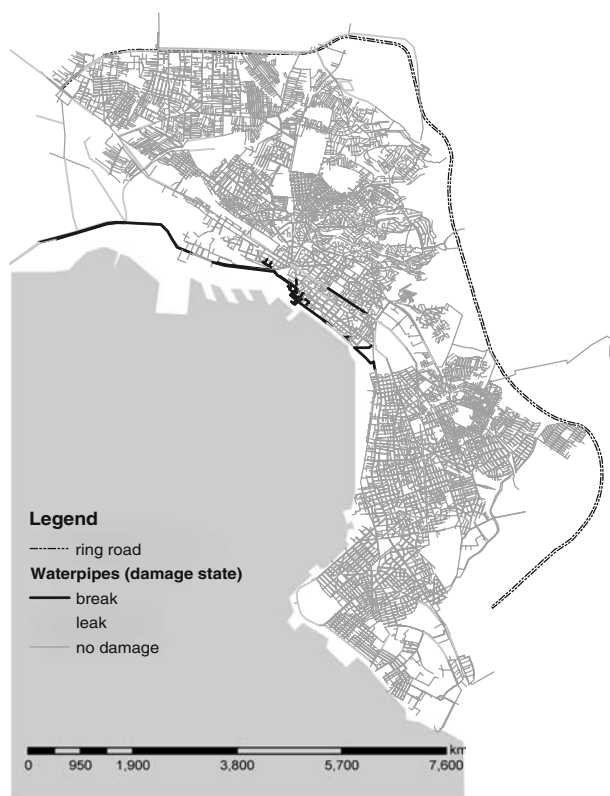 Legend
ring road
Waterpipes (damage state)
break
leak
no damage
km
0 950 1,900 3,800 5,700 7,600